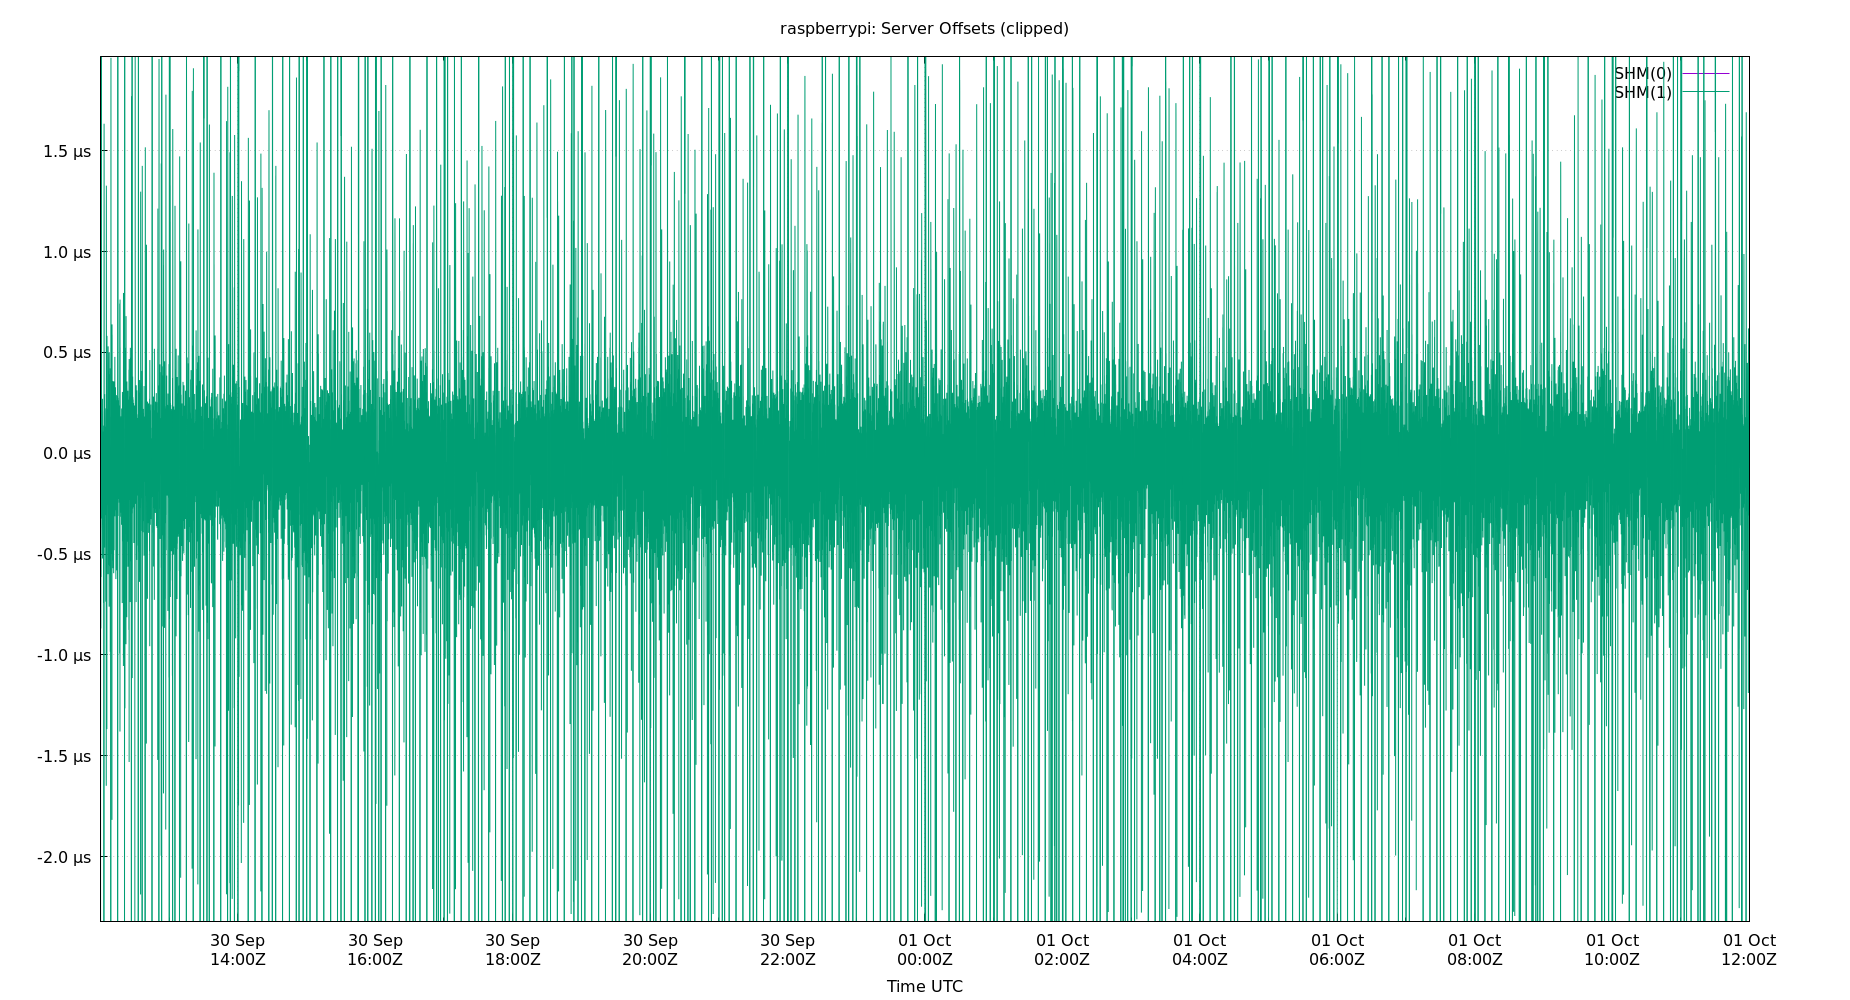 raspberrypi: Server Offsets (clipped)
SHM(0)
SHM(1)
1.5 µs
1.0 µs
0.5 µs
0.0 µs
-0.5 µs
-1.0 µs
-1.5 µs
-2.0 µs
30 Sep 30 Sep 30 Sep 30 Sep 30 Sep 01 Oct 01 Oct 01 Oct 01 Oct 01 Oct 01 Oct 01 Oct
14:00Z 16:00Z 18:00Z 20:00Z 22:00Z 00:00Z 02:00Z 04:00Z 06:00Z 08:00Z 10:00Z 12:00Z
Time UTC